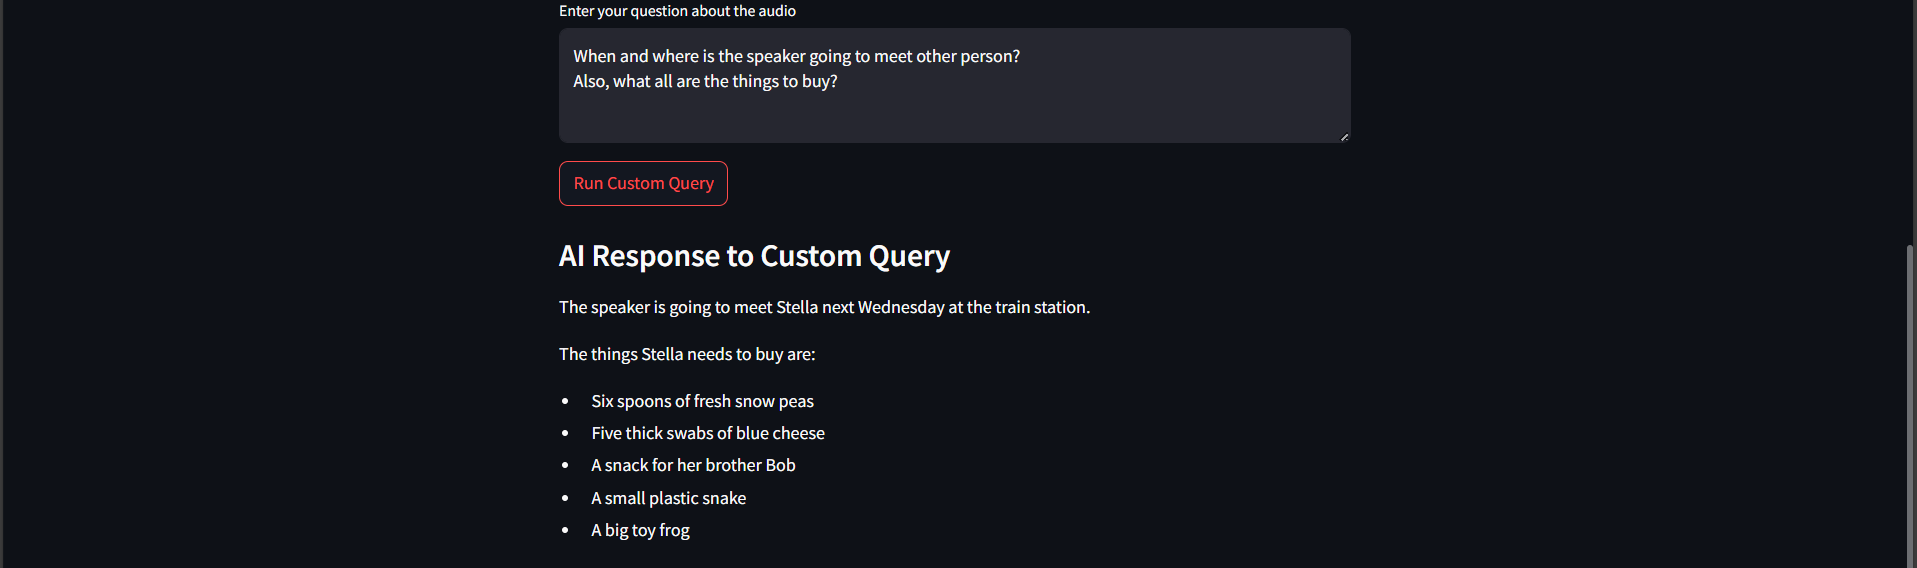 Enter your question about the audio
When and where is the speaker going to meet other person?
Also, what all are the things to buy?
Run Custom Query
AI Response to Custom Query
The speaker is going to meet Stella next Wednesday at the train station.
The things Stella needs to buy are:
• Six spoons of fresh snow peas
• Five thick swabs of blue cheese
• A snack for her brother Bob
• A small plastic snake
• A big toy frog